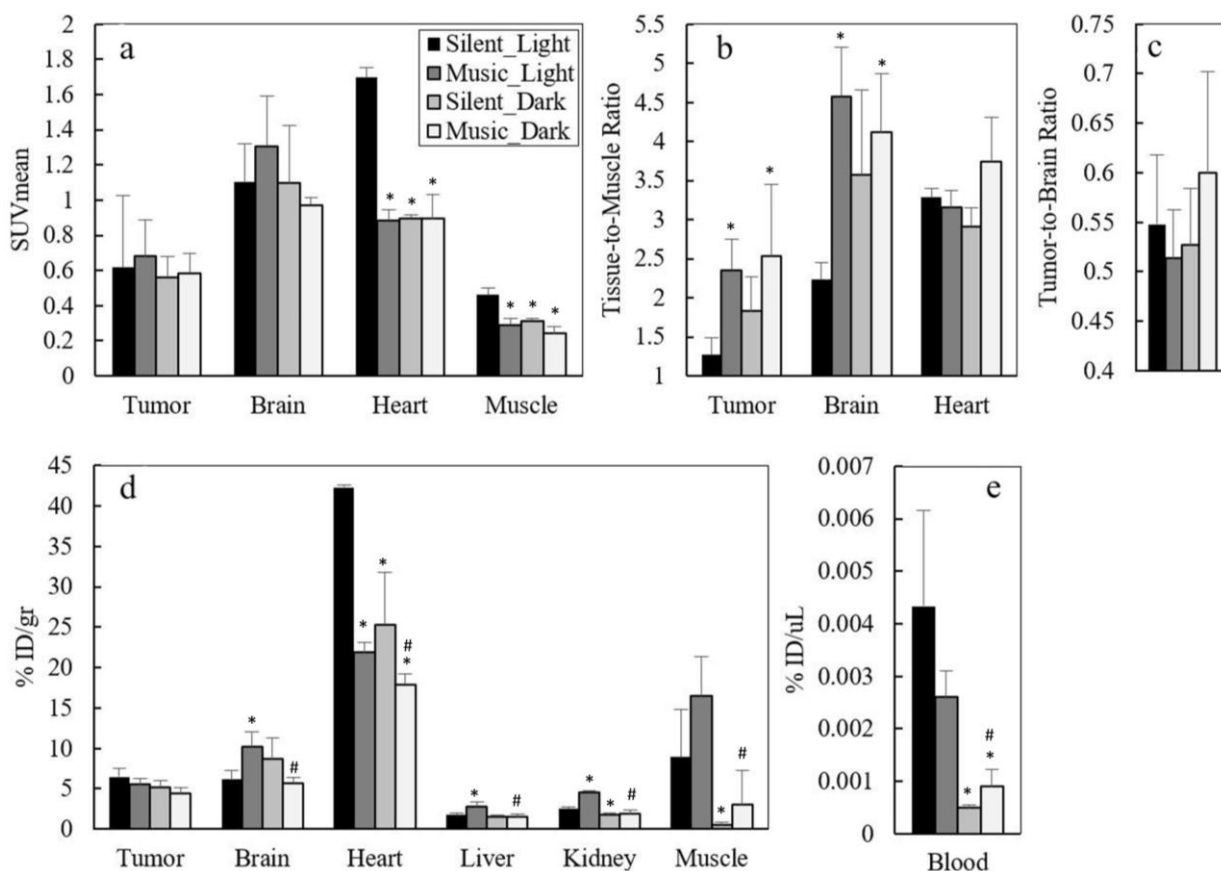 a
Silent_Light
Music_Light
Silent_Dark
Music_Dark
SUVmean
2
1.8
1.6
1.4
1.2
1
0.8
0.6
0.4
0.2
0
* * *
* * *
Tumor Brain Heart Muscle
b
Tissue-to-Muscle Ratio
5.5
5
4.5
4
3.5
3
2.5
2
1.5
1
* *
* *
Tumor Brain Heart
c
Tumor-to-Brain Ratio
0.75
0.7
0.65
0.6
0.55
0.5
0.45
0.4
d
% ID/gr
45
40
35
30
25
20
15
10
5
0
* #
* * # *
* #
* * #
* #
Tumor Brain Heart Liver Kidney Muscle
e
% ID/uL
0.007
0.006
0.005
0.004
0.003
0.002
0.001
0
#
* *
Blood